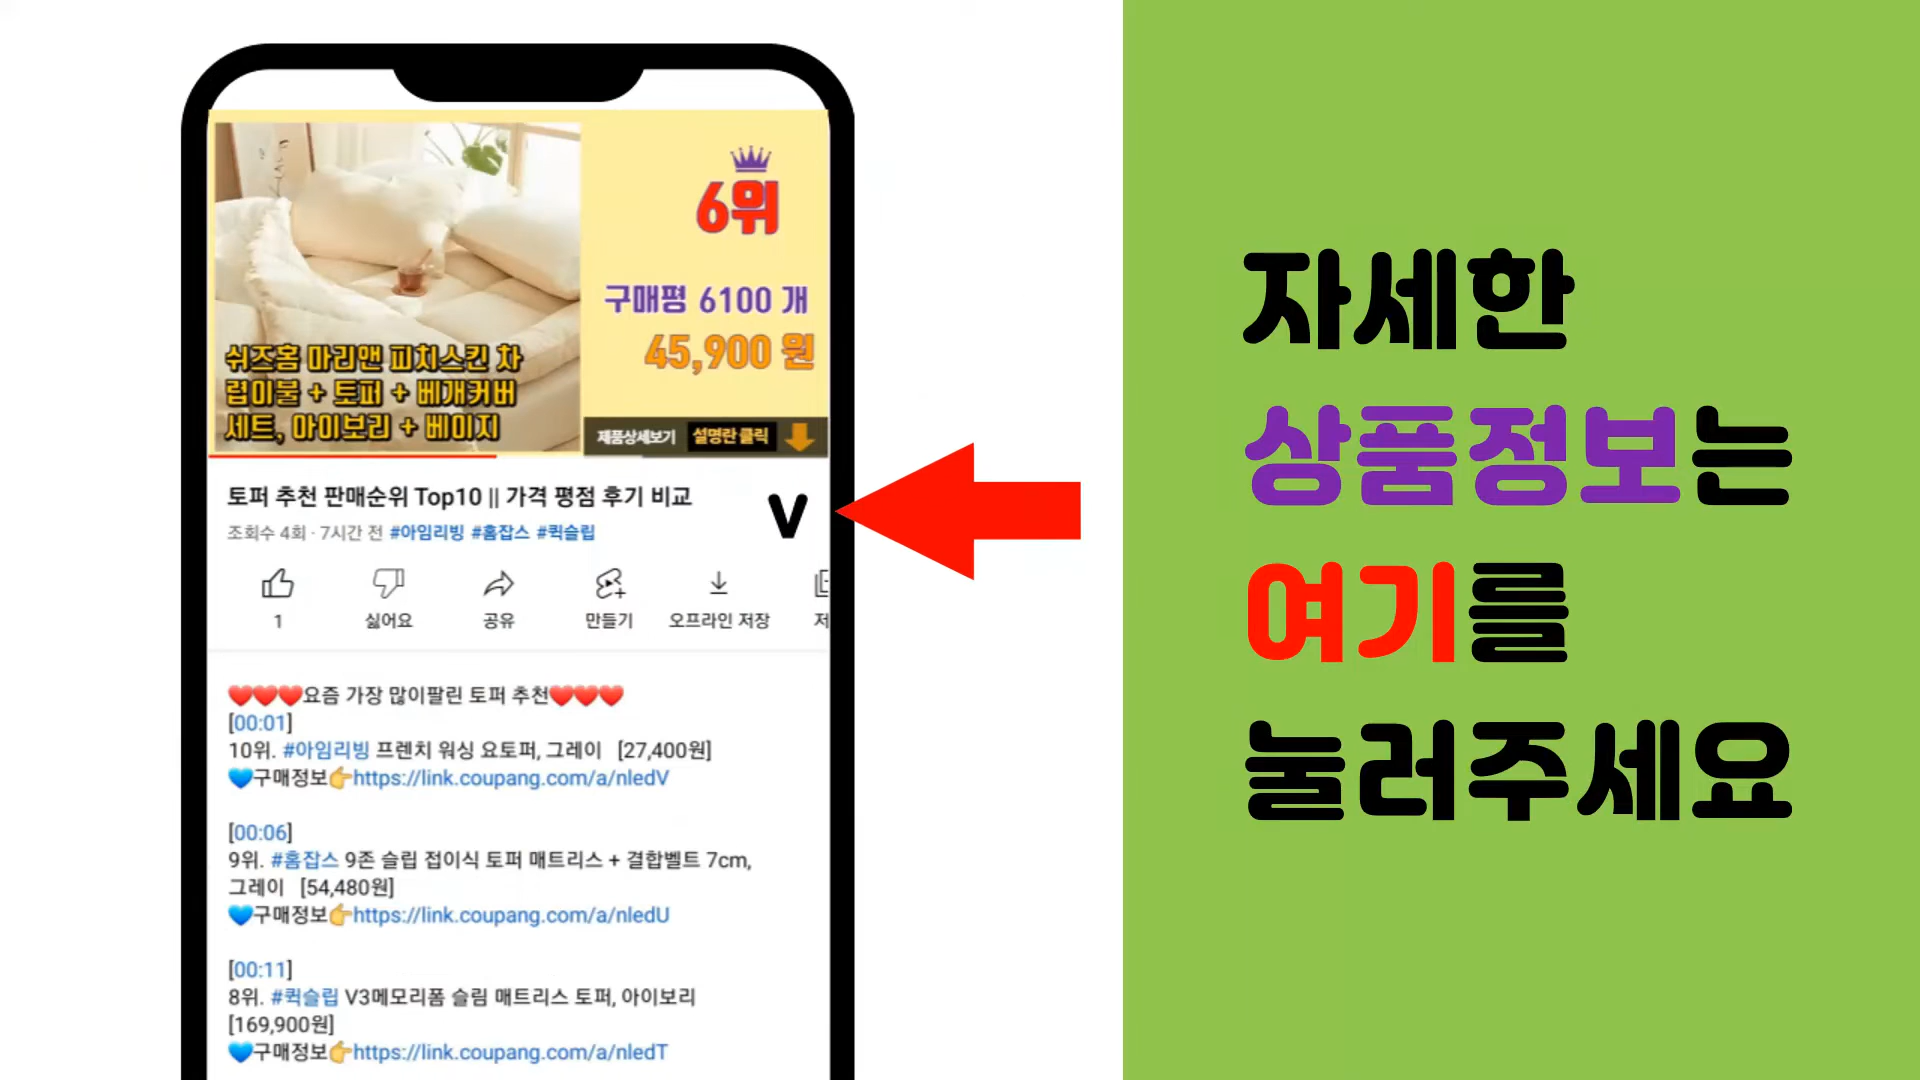 6위
구매평 6100 개
45,900 원
쉬즈홈 마리앤 피치스킨 차
렵이불 + 토퍼 + 베개커버
세트, 아이보리 + 베이지
제품상세보기 설명란 클릭
토퍼 추천 판매순위 Top10 || 가격 평점 후기 비교
V
조회수 4회 · 7시간 전 #아임리빙 #홈잡스 #퀵슬립
1 싫어요 공유 만들기 오프라인 저장 저
❤️❤️❤️요즘 가장 많이팔린 토퍼 추천❤️❤️❤️
[00:01]
10위. #아임리빙 프렌치 워싱 요토퍼, 그레이 [27,400원]
💙구매정보👉https://link.coupang.com/a/nledV
[00:06]
9위. #홈잡스 9존 슬립 접이식 토퍼 매트리스 + 결합벨트 7cm,
그레이 [54,480원]
💙구매정보👉https://link.coupang.com/a/nledU
[00:11]
8위. #퀵슬립 V3메모리폼 슬림 매트리스 토퍼, 아이보리
[169,900원]
💙구매정보👉https://link.coupang.com/a/nledT
자세한
상품정보는
여기를
눌러주세요